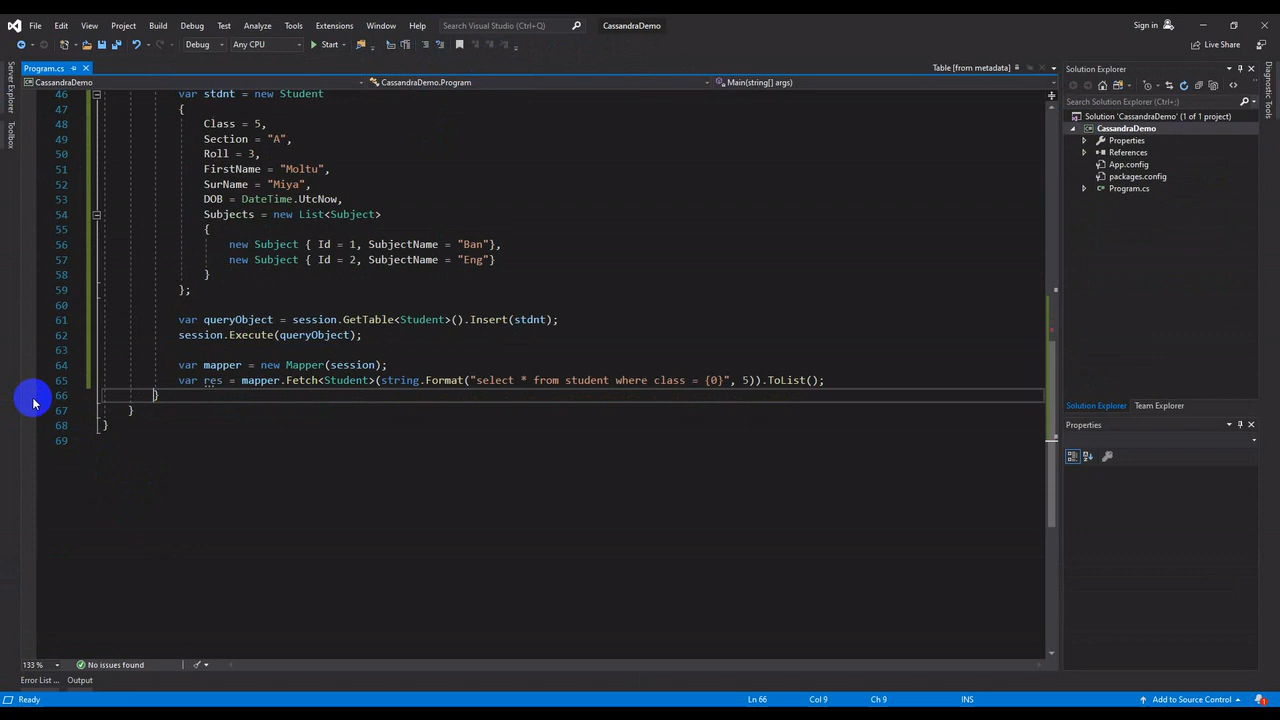 File Edit View Project Build Debug Test Analyze Tools Extensions Window Help Search Visual Studio (Ctrl+Q) CassandraDemo Sign in
Debug Any CPU Start Live Share
Program.cs Table [from metadata]
CassandraDemo CassandraDemo.Program Main(string[] args)
Server Explorer
Toolbox
46 var stdnt = new Student
47 {
48 Class = 5,
49 Section = "A",
50 Roll = 3,
51 FirstName = "Moltu",
52 SurName = "Miya",
53 DOB = DateTime.UtcNow,
54 Subjects = new List<Subject>
55 {
56 new Subject { Id = 1, SubjectName = "Ban"},
57 new Subject { Id = 2, SubjectName = "Eng"}
58 }
59 };
60
61 var queryObject = session.GetTable<Student>().Insert(stdnt);
62 session.Execute(queryObject);
63
64 var mapper = new Mapper(session);
65 var res = mapper.Fetch<Student>(string.Format("select * from student where class = {0}", 5)).ToList();
66 }
67 }
68 }
69
133 % No issues found
Error List ... Output
Ready Ln 66 Col 9 Ch 9 INS Add to Source Control 1
Solution Explorer
Search Solution Explorer (Ctrl+;)
Solution 'CassandraDemo' (1 of 1 project)
CassandraDemo
Properties
References
App.config
packages.config
Program.cs
Solution Explorer Team Explorer
Properties
Diagnostic Tools